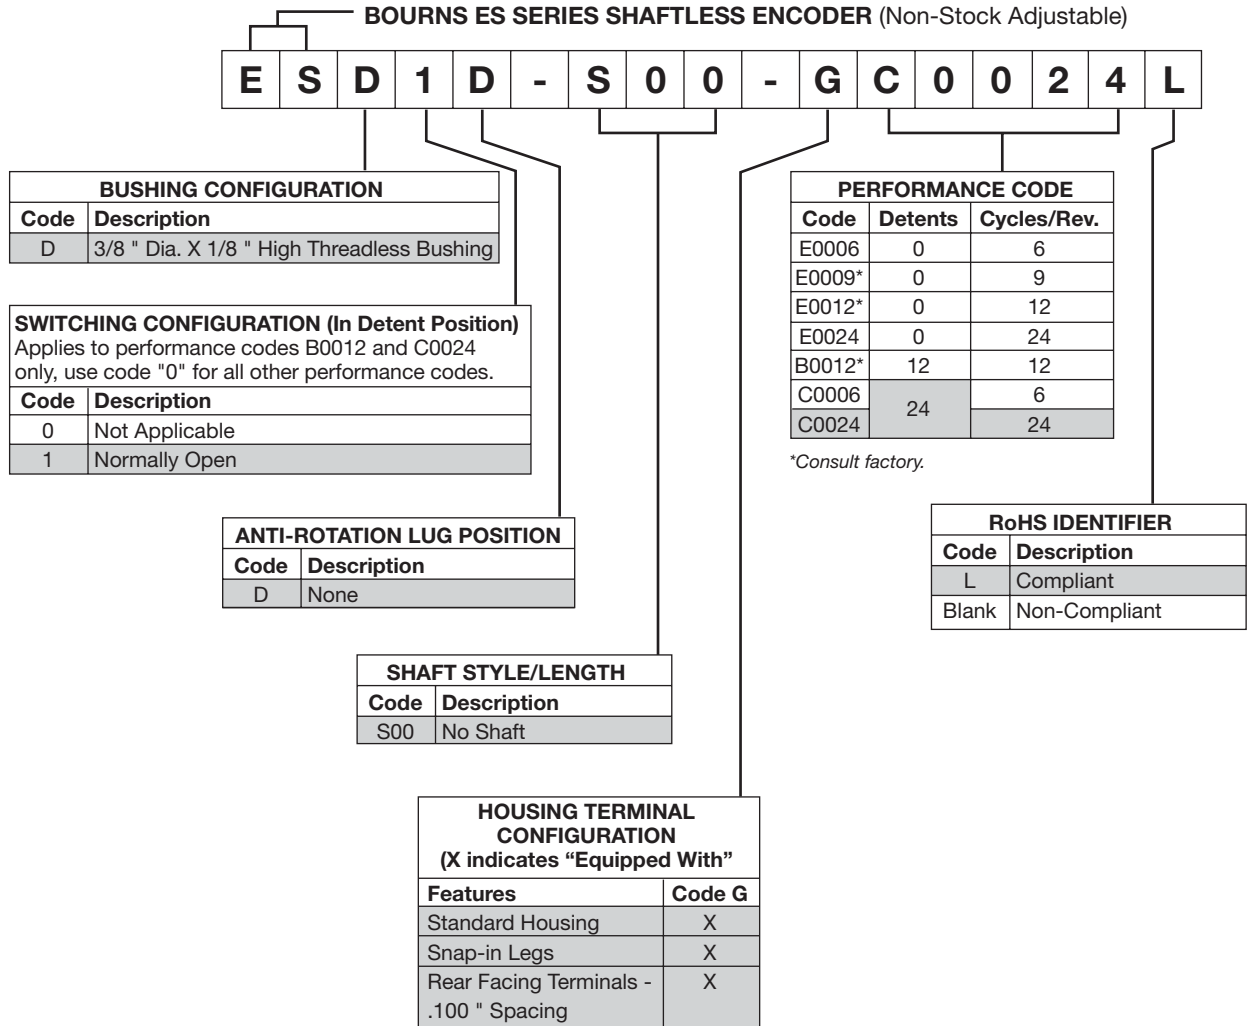 BOURNS ES SERIES SHAFTLESS ENCODER (Non-Stock Adjustable)
E S D 1 D - S 0 0 - G C 0 0 2 4 L
BUSHING CONFIGURATION
Code Description
D 3/8 " Dia. X 1/8 " High Threadless Bushing
SWITCHING CONFIGURATION (In Detent Position)
Applies to performance codes B0012 and C0024
only, use code "0" for all other performance codes.
Code Description
0 Not Applicable
1 Normally Open
ANTI-ROTATION LUG POSITION
Code Description
D None
SHAFT STYLE/LENGTH
Code Description
S00 No Shaft
HOUSING TERMINAL
CONFIGURATION
(X indicates “Equipped With”
Features Code G
Standard Housing X
Snap-in Legs X
Rear Facing Terminals - X
.100 " Spacing
PERFORMANCE CODE
Code Detents Cycles/Rev.
E0006 0 6
E0009* 0 9
E0012* 0 12
E0024 0 24
B0012* 12 12
C0006 24 6
C0024 24
*Consult factory.
RoHS IDENTIFIER
Code Description
L Compliant
Blank Non-Compliant